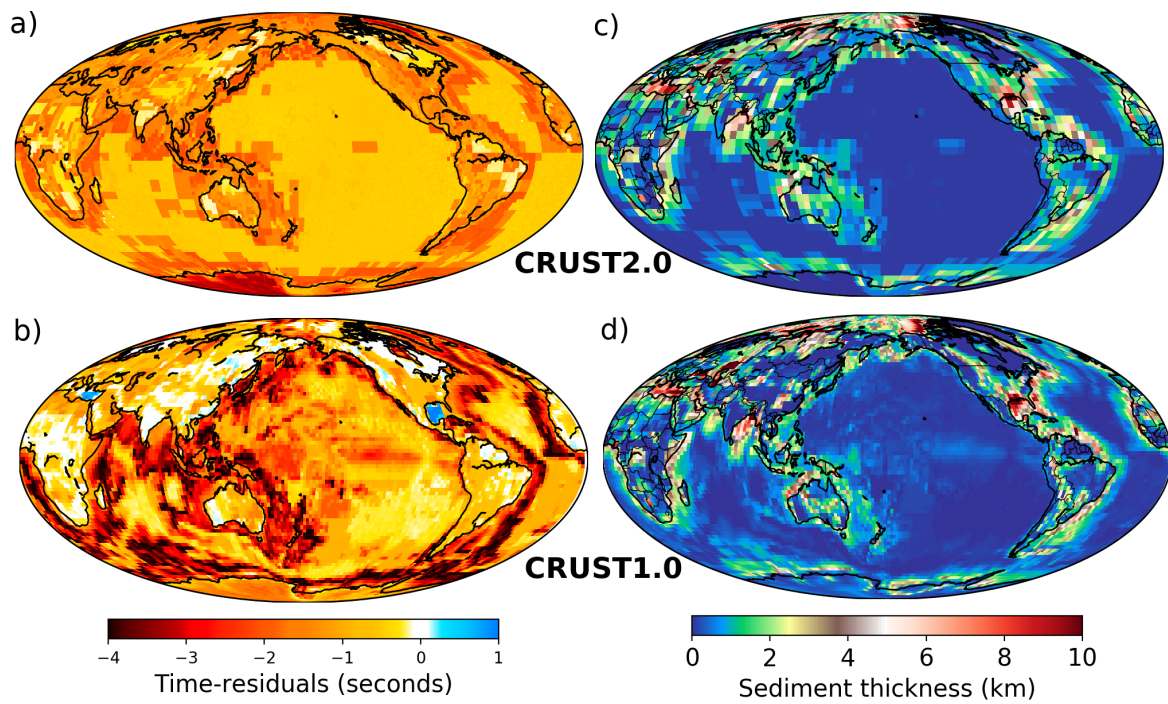 a)
c)
CRUST2.0
b)
d)
CRUST1.0
−4 −3 −2 −1 0 1
Time-residuals (seconds)
0 2 4 6 8 10
Sediment thickness (km)